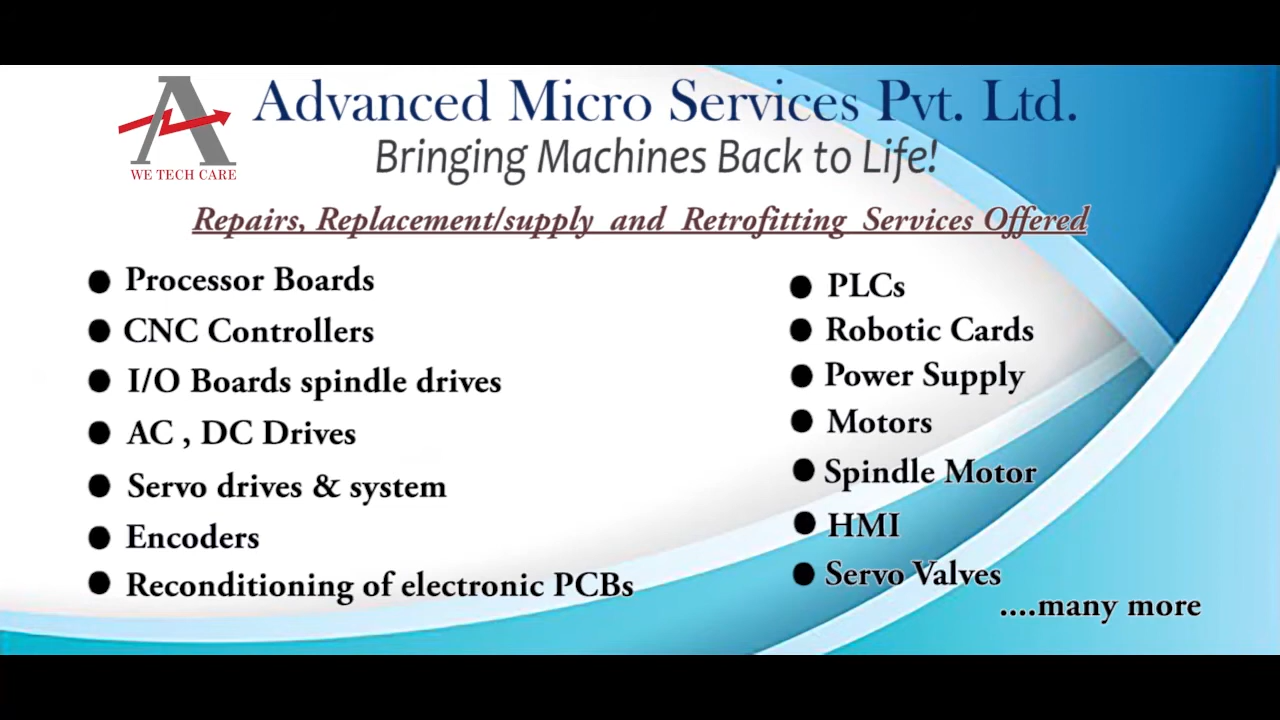 Advanced Micro Services Pvt. Ltd.
WE TECH CARE
Bringing Machines Back to Life!
Repairs, Replacement/supply and Retrofitting Services Offered
Processor Boards
CNC Controllers
I/O Boards spindle drives
AC , DC Drives
Servo drives & system
Encoders
Reconditioning of electronic PCBs
PLCs
Robotic Cards
Power Supply
Motors
Spindle Motor
HMI
Servo Valves
....many more